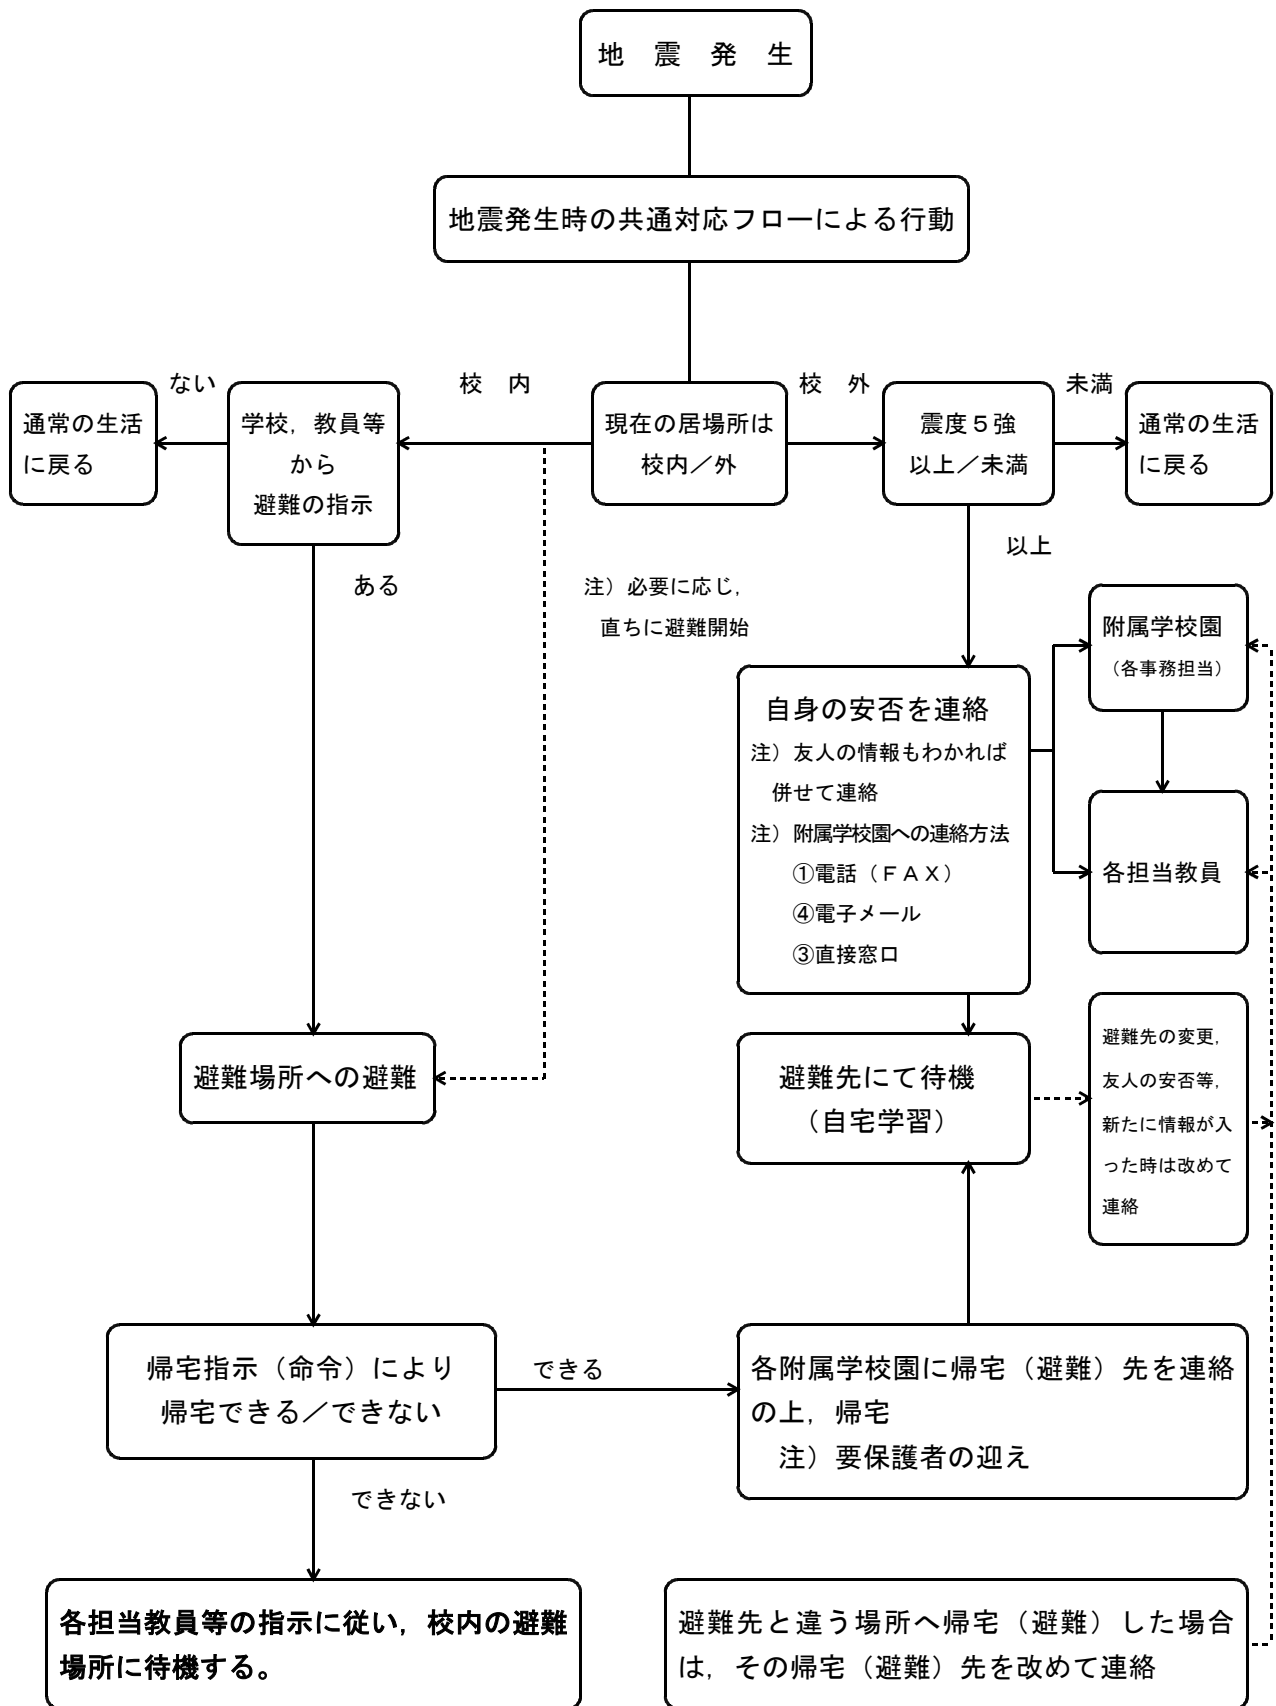 地　震　発　生
地震発生時の共通対応フローによる行動
ない
校　内
校　外
未満
通常の生活
に戻る
学校，教員等
から
避難の指示
現在の居場所は
校内／外
震度５強
以上／未満
通常の生活
に戻る
以上
ある
注）必要に応じ，
直ちに避難開始
附属学校園
（各事務担当）
自身の安否を連絡
注）友人の情報もわかれば
併せて連絡
注）附属学校園への連絡方法
①電話（ＦＡＸ）
④電子メール
③直接窓口
各担当教員
避難場所への避難
避難先にて待機
（自宅学習）
避難先の変更，
友人の安否等，
新たに情報が入
った時は改めて
連絡
帰宅指示（命令）により
帰宅できる／できない
できる
各附属学校園に帰宅（避難）先を連絡
の上，帰宅
注）要保護者の迎え
できない
各担当教員等の指示に従い，校内の避難
場所に待機する。
避難先と違う場所へ帰宅（避難）した場合
は，その帰宅（避難）先を改めて連絡